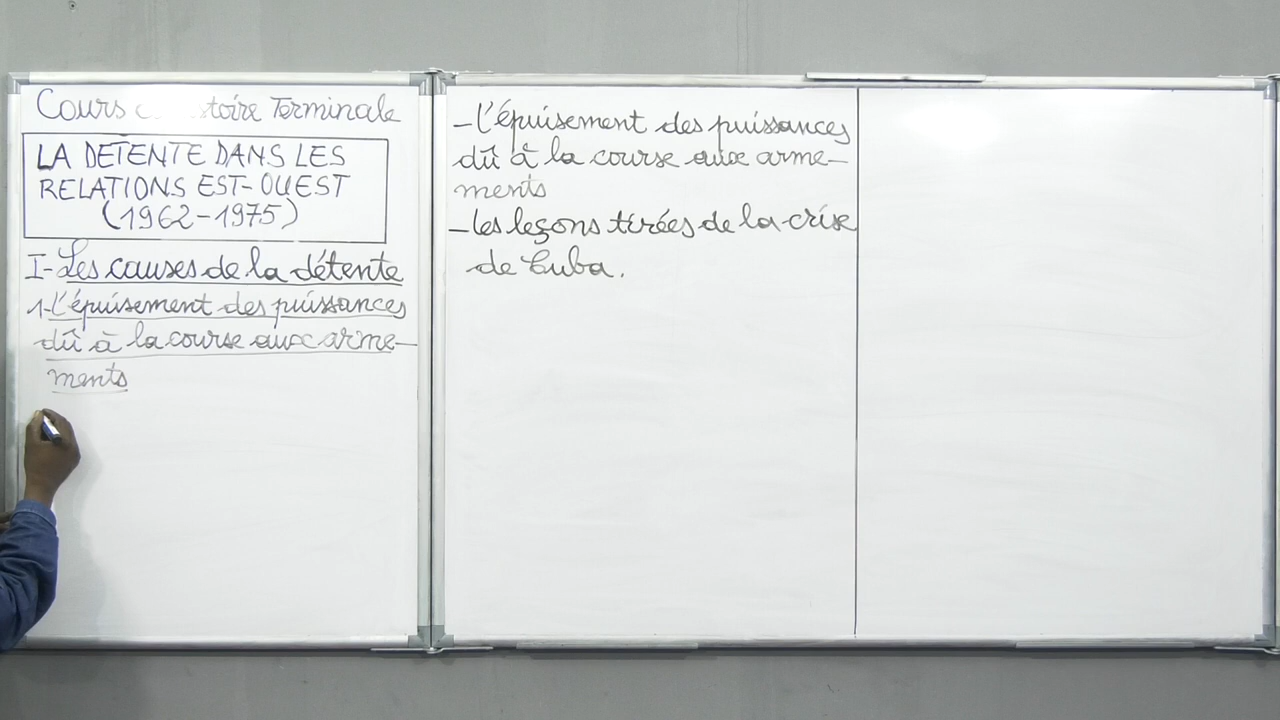 Cours toire Terminale
LA DETENTE DANS LES
RELATIONS EST-OUEST
(1962-1975)
I- Les causes de la détente
1-L'épuisement des puissances
dû à la course aux arme-
ments
-L'épuisement des puissances
dû à la course aux arme-
ments
-les leçons tirées de la crise
de Cuba.